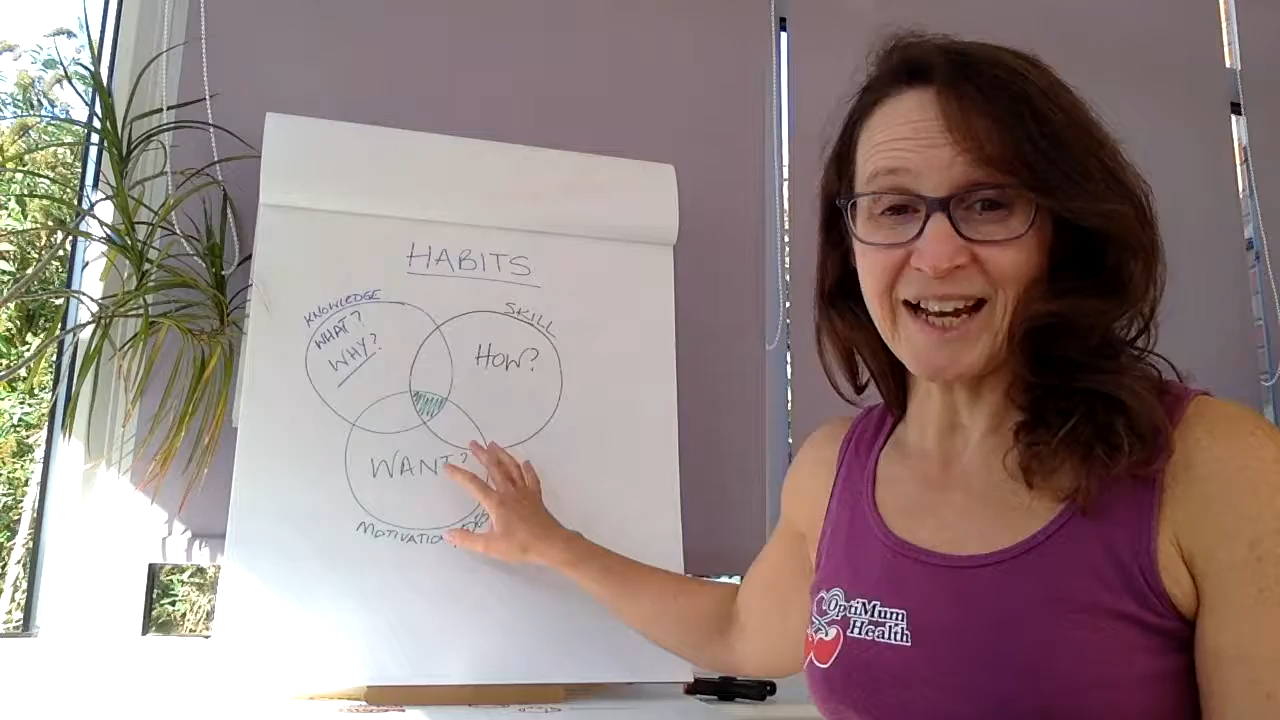 HABITS
KNOWLEDGE
WHAT?
WHY?
SKILL
HOW?
WANT?
MOTIVATION
OptiMum
Health